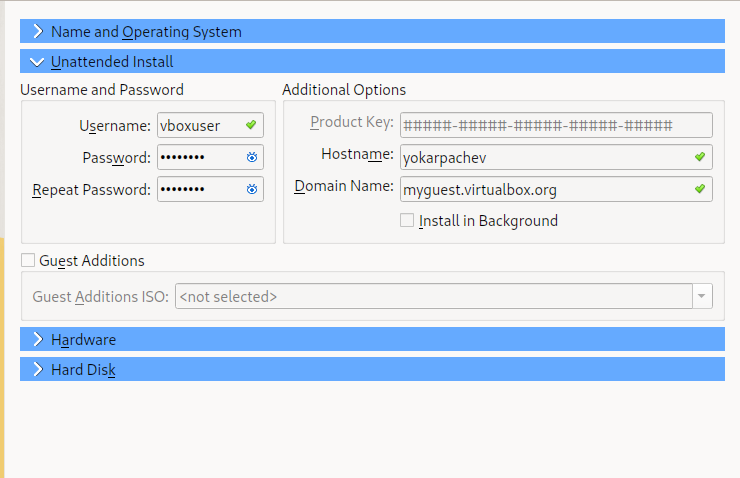 Name and Operating System
Unattended Install
Username and Password
Additional Options
Username: vboxuser
Product Key: #####-#####-#####-#####-#####
Password: ••••••••
Hostname: yokarpachev
Repeat Password: ••••••••
Domain Name: myguest.virtualbox.org
Install in Background
Guest Additions
Guest Additions ISO: <not selected>
Hardware
Hard Disk